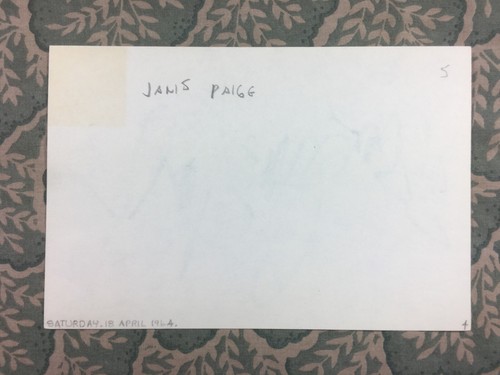 5
JANIS PAIGE
SATURDAY, 18 APRIL 1964.
4